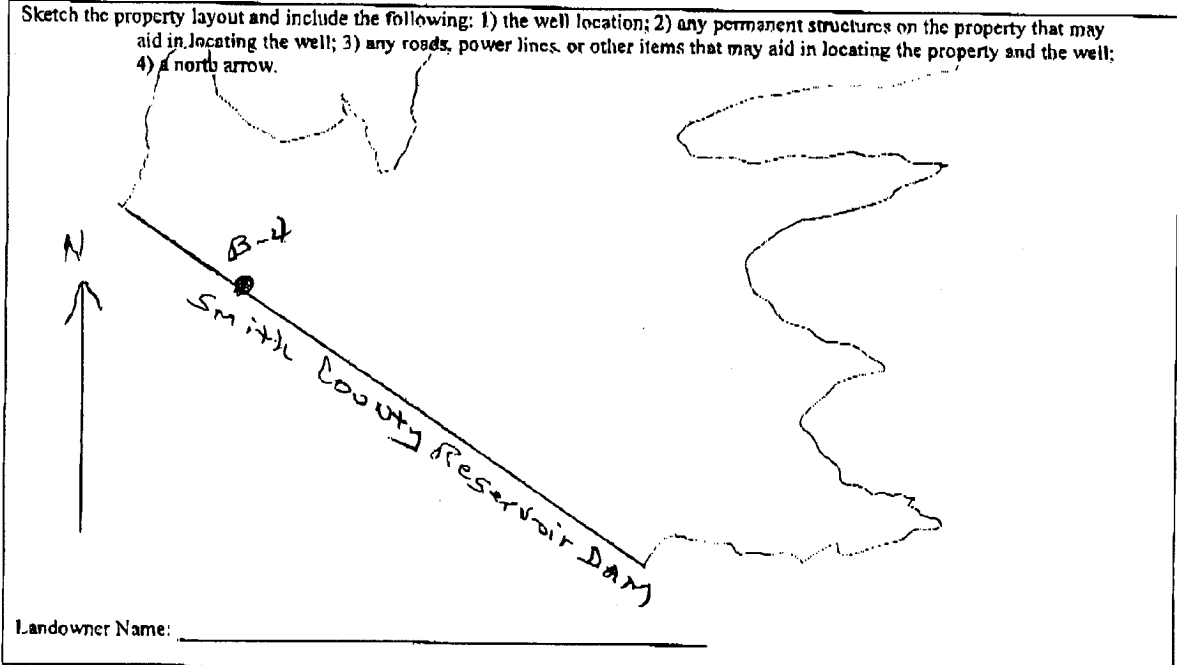 Sketch the property layout and include the following: 1) the well location; 2) any permanent structures on the property that may
aid in locating the well; 3) any roads, power lines, or other items that may aid in locating the property and the well;
4) a north arrow.
B-4
N
Smith County Reservoir DAM
Landowner Name: